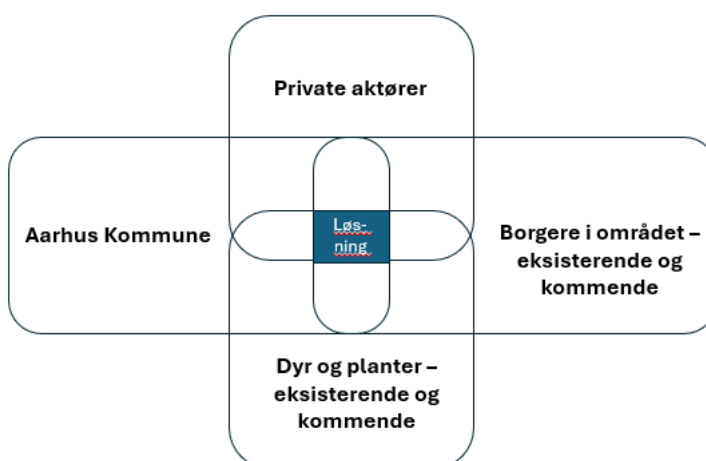 Private aktører
Aarhus Kommune
Løs-
ning
Borgere i området –
eksisterende og
kommende
Dyr og planter –
eksisterende og
kommende